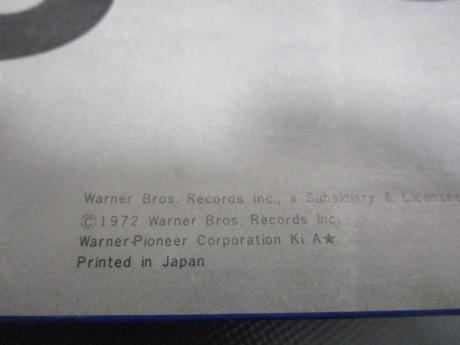 Warner Bros. Records Inc., a Subsidiary & Licensee
©1972 Warner Bros. Records Inc.
Warner-Pioneer Corporation Ki A★
Printed in Japan